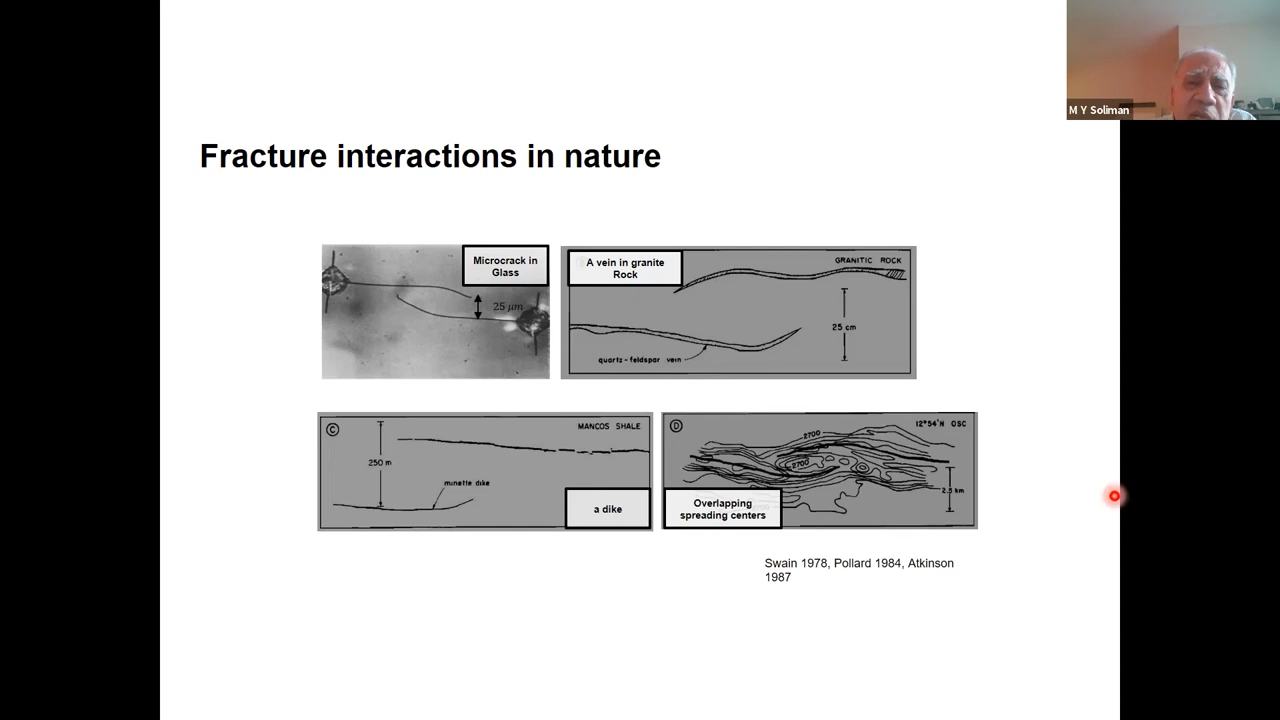 M Y Soliman
Fracture interactions in nature
Microcrack in
Glass
25 μm
A vein in granite
Rock
GRANITIC ROCK
25 cm
quartz-feldspar vein
C
MANCOS SHALE
250 m
minette dike
a dike
D
12°54'N OSC
2700
2700
km
Overlapping
spreading centers
Swain 1978, Pollard 1984, Atkinson
1987